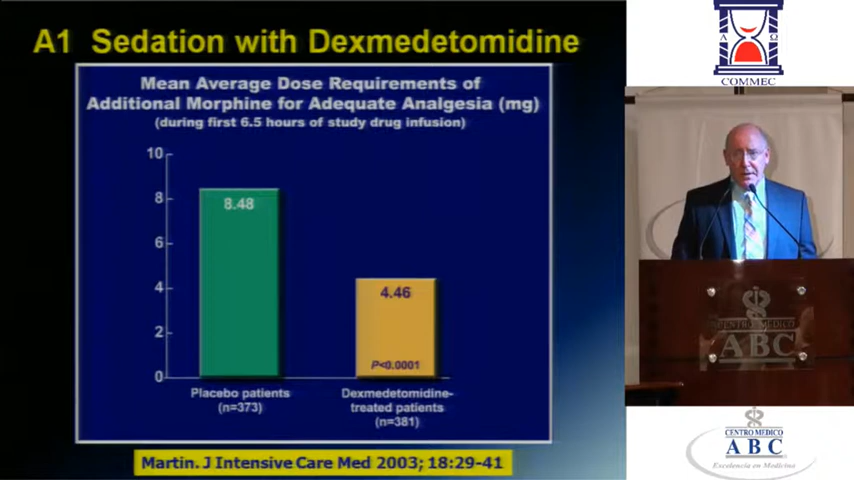 A1 Sedation with Dexmedetomidine
Mean Average Dose Requirements of
Additional Morphine for Adequate Analgesia (mg)
(during first 6.5 hours of study drug infusion)
10
8
6
4
2
0
8.48
4.46
P<0.0001
Placebo patients
(n=373)
Dexmedetomidine-
treated patients
(n=381)
Martin. J Intensive Care Med 2003; 18:29-41
Α Ω
COMMEC
CENTRO MEDICO
ABC
CENTRO MEDICO
ABC
Excelencia en Medicina